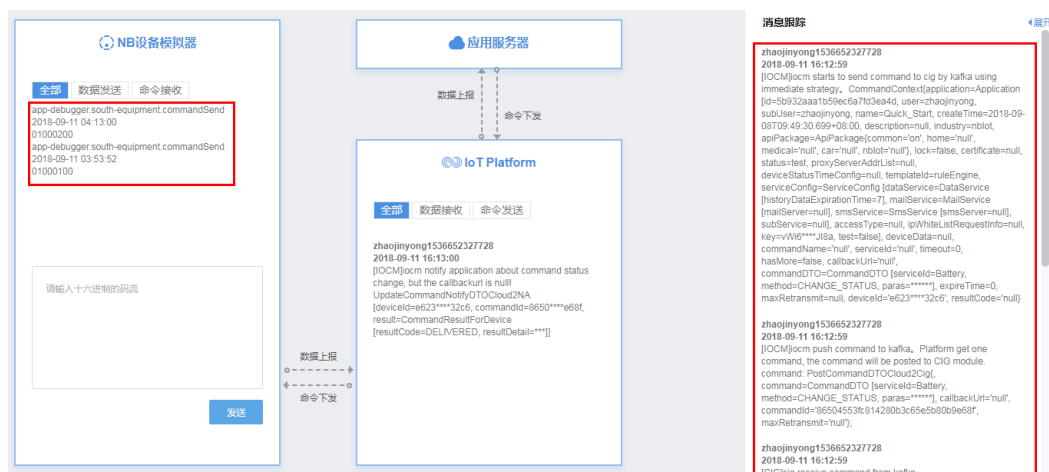 NB设备模拟器
全部 数据发送 命令接收
app-debugger.south-equipment.commandSend
2018-09-11 04:13:00
01000200
app-debugger.south-equipment.commandSend
2018-09-11 03:53:52
01000100
请输入十六进制的码流
发送
数据上报
命令下发
应用服务器
数据上报
命令下发
IoT Platform
全部 数据接收 命令发送
zhaojinyong1536652327728
2018-09-11 16:13:00
[IOCM]iocm notify application about command status
change, but the callbackurl is null!
UpdateCommandNotifyDTOCloud2NA
[deviceId=e623****32c6, commandId=8650****e68f,
result=CommandResultForDevice
[resultCode=DELIVERED, resultDetail=***]]
消息跟踪
展开
zhaojinyong1536652327728
2018-09-11 16:12:59
[IOCM]iocm starts to send command to cig by kafka using
immediate strategy。CommandContext{application=Application
[id=5b932aaa1b59ec6a7fd3ea4d, user=zhaojinyong,
subUser=zhaojinyong, name=Quick_Start, createTime=2018-09-
08T09:49:30.699+08:00, description=null, industry=nbIot,
apiPackage=ApiPackage{common='on', home='null',
medical='null', car='null', nbIot='null'}, lock=false, certificate=null,
status=test, proxyServerAddrList=null,
deviceStatusTimeConfig=null, templateId=ruleEngine,
serviceConfig=ServiceConfig [dataService=DataService
[historyDataExpirationTime=7], mailService=MailService
[mailServer=null], smsService=SmsService [smsServer=null],
subService=null], accessType=null, ipWhiteListRequestInfo=null,
key=vWi6****JI8a, test=false], deviceData=null,
commandName='null', serviceId='null', timeout=0,
hasMore=false, callbackUrl='null',
commandDTO=CommandDTO [serviceId=Battery,
method=CHANGE_STATUS, paras=******], expireTime=0,
maxRetransmit=null, deviceId='e623****32c6', resultCode='null}
zhaojinyong1536652327728
2018-09-11 16:12:59
[IOCM]iocm push command to kafka。Platform get one
command, the command will be posted to CIG module.
command: PostCommandDTOCloud2Cig{,
command=CommandDTO [serviceId=Battery,
method=CHANGE_STATUS, paras=******], callbackUrl='null',
commandId='86504553fc814280b3c65e5b80b9e68f',
maxRetransmit='null'};
zhaojinyong1536652327728
2018-09-11 16:12:59